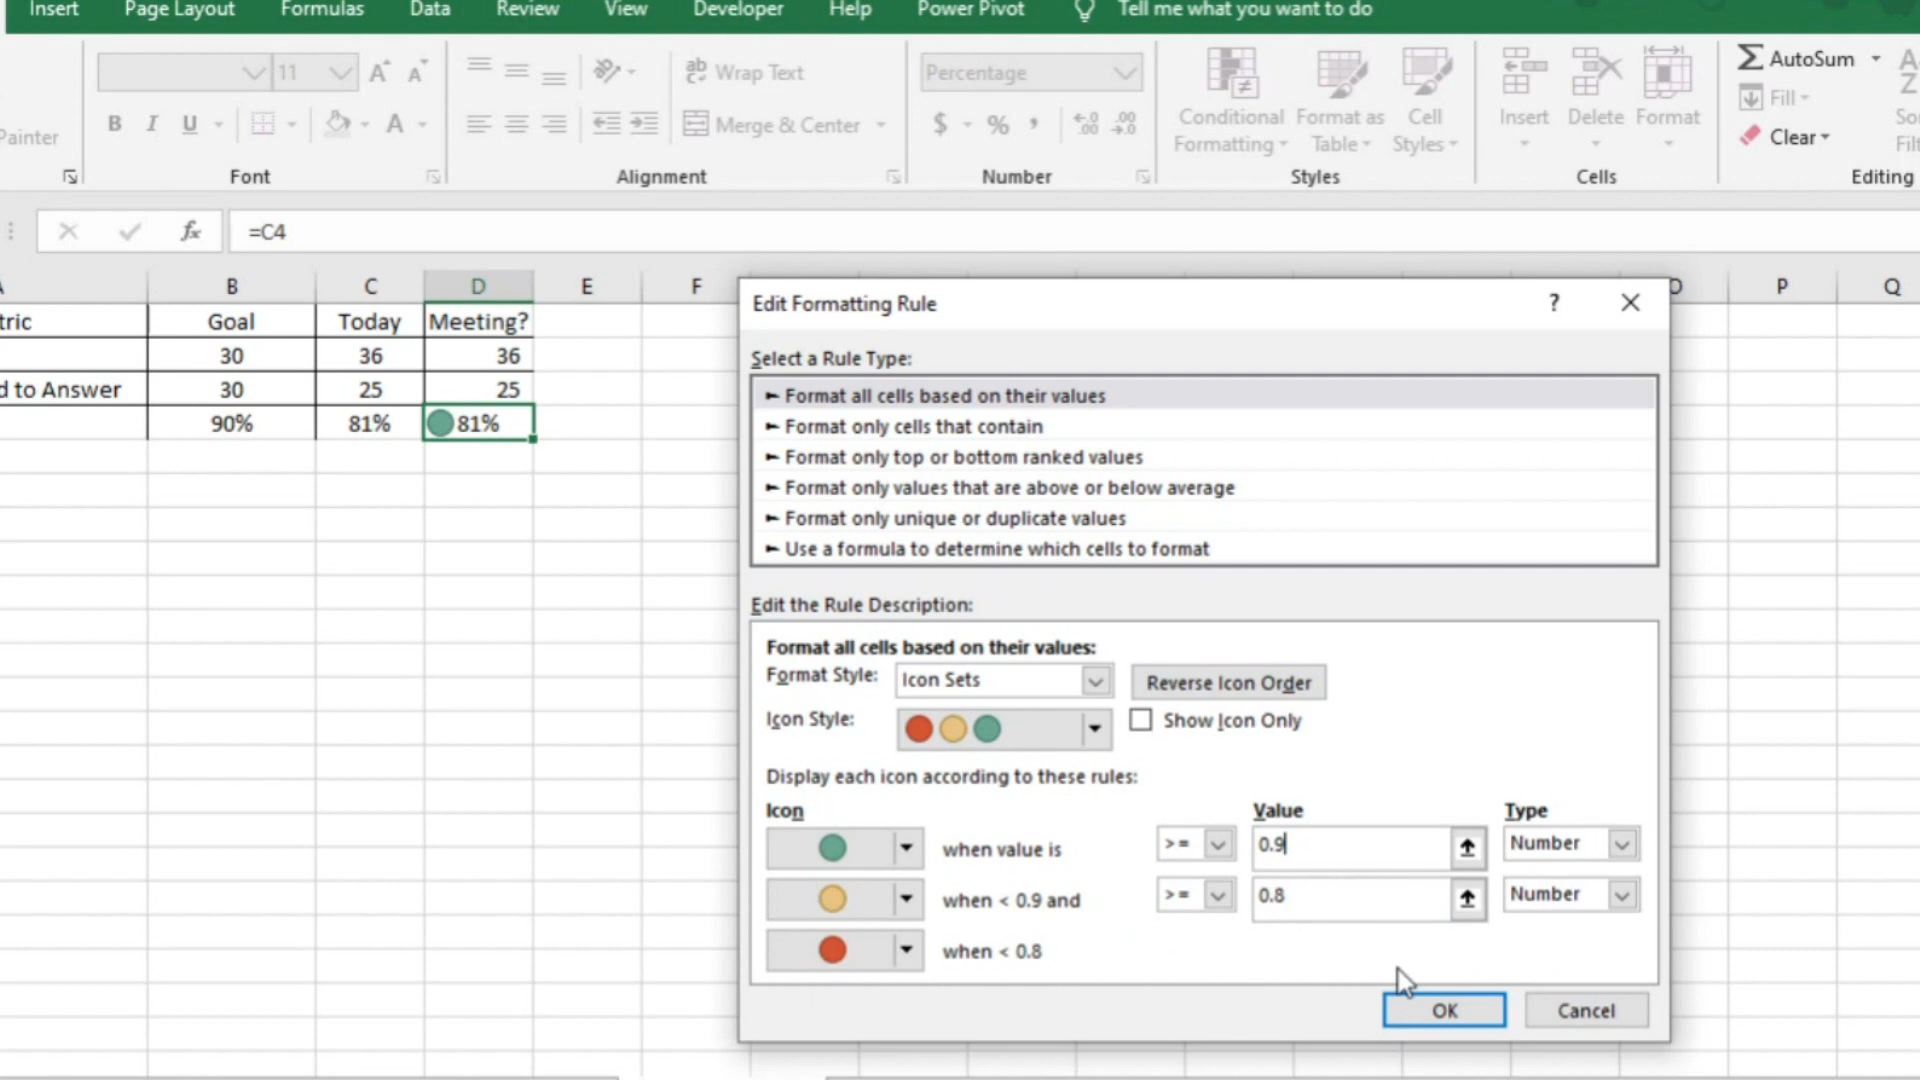 Insert Page Layout Formulas Data Review View Developer Help Power Pivot Tell me what you want to do
11 A A ab Wrap Text Percentage AutoSum
Painter B I U A Merge & Center $ % , Conditional Formatting Format as Table Cell Styles Insert Delete Format Fill Clear
Font Alignment Number Styles Cells Editing
fx =C4
B C D E F P Q
tric Goal Today Meeting?
30 36 36
d to Answer 30 25 25
90% 81% 81%
Edit Formatting Rule ?
Select a Rule Type:
► Format all cells based on their values
► Format only cells that contain
► Format only top or bottom ranked values
► Format only values that are above or below average
► Format only unique or duplicate values
► Use a formula to determine which cells to format
Edit the Rule Description:
Format all cells based on their values:
Format Style: Icon Sets Reverse Icon Order
Icon Style: Show Icon Only
Display each icon according to these rules:
Icon Value Type
when value is >= 0.9 Number
when < 0.9 and >= 0.8 Number
when < 0.8
OK Cancel